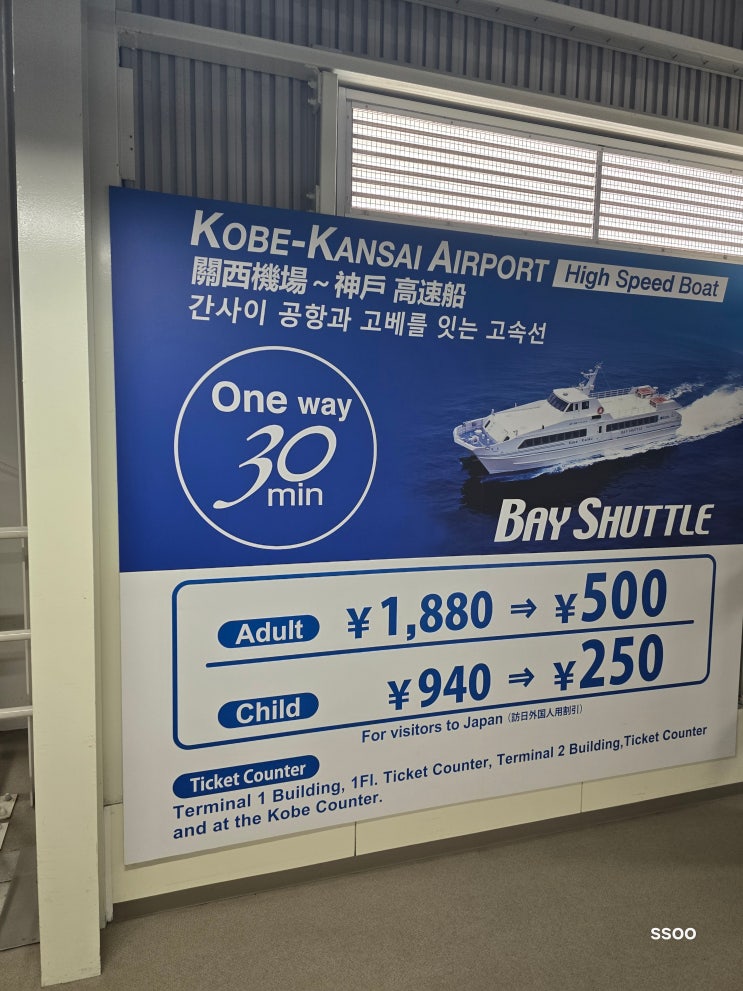 KOBE-KANSAI AIRPORT High Speed Boat
關西機場~神戶 高速船
간사이 공항과 고베를 잇는 고속선
One way
30
min
BAY SHUTTLE
BAY SHUTTLE
Adult ¥1,880 ⇒ ¥500
Child ¥940 ⇒ ¥250
For visitors to Japan (訪日外国人用割引)
Ticket Counter
Terminal 1 Building, 1Fl. Ticket Counter, Terminal 2 Building,Ticket Counter
and at the Kobe Counter.
ssoo